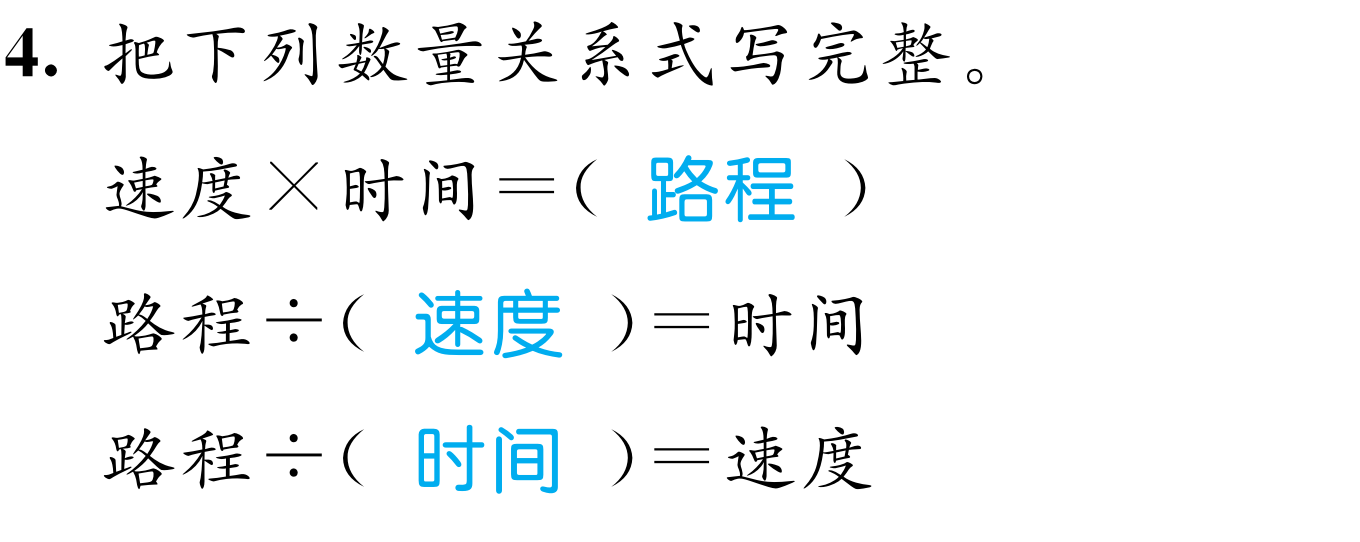 4. 把下列数量关系式写完整。
速度×时间=( 路程 )
路程÷( 速度 )=时间
路程÷( 时间 )=速度